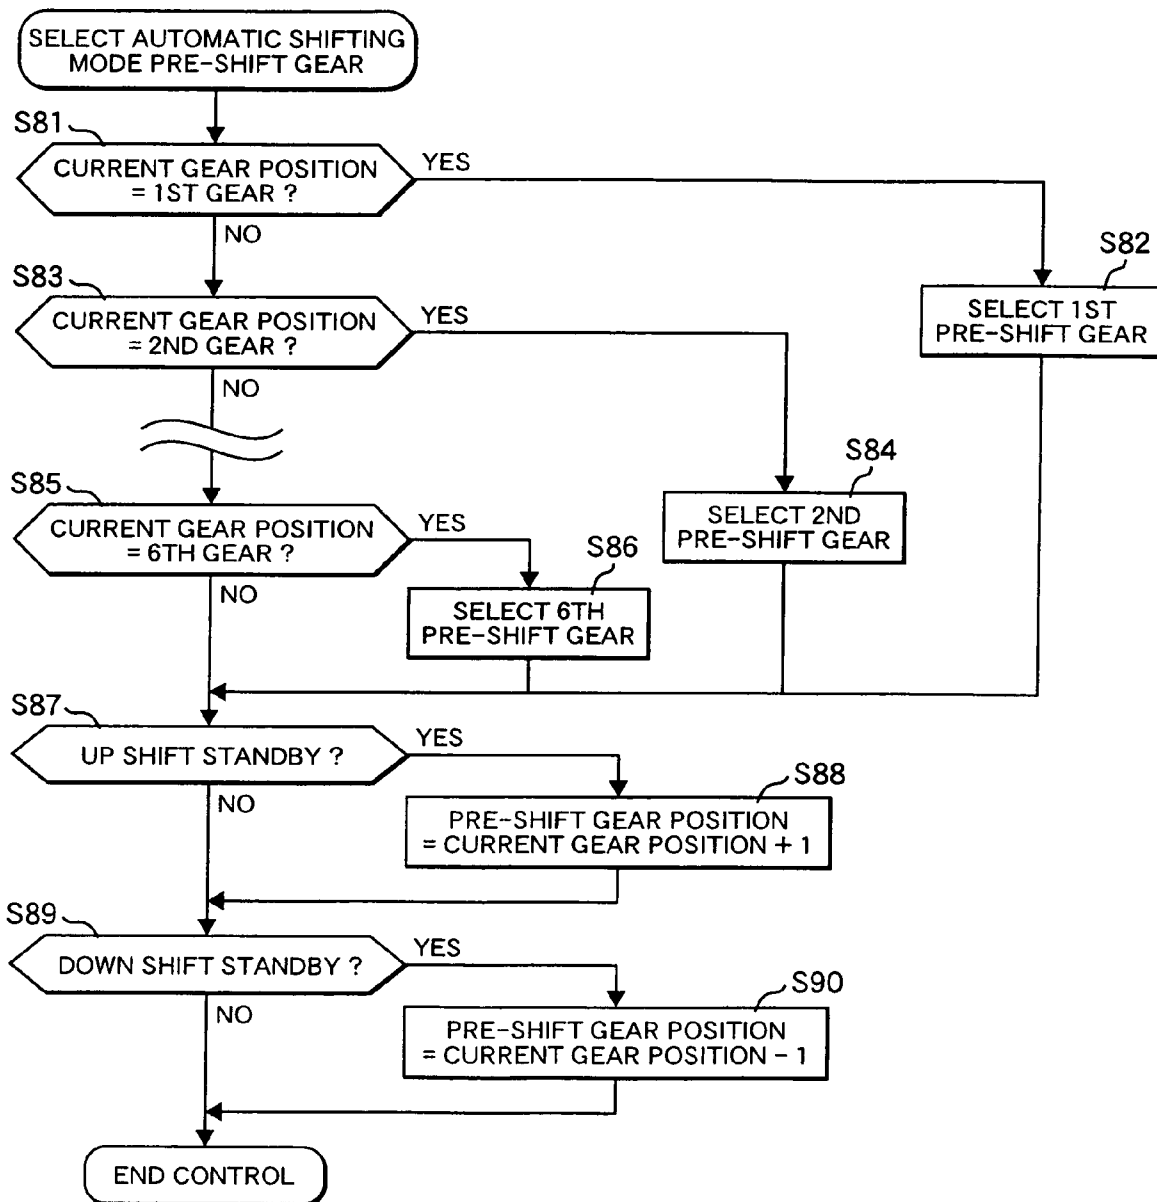 SELECT AUTOMATIC SHIFTING
MODE PRE-SHIFT GEAR
S81
CURRENT GEAR POSITION
= 1ST GEAR ?
YES
NO
S82
SELECT 1ST
PRE-SHIFT GEAR
S83
CURRENT GEAR POSITION
=2ND GEAR ?
YES
NO
S84
SELECT 2ND
PRE-SHIFT GEAR
S85
CURRENT GEAR POSITION
=6TH GEAR ?
YES
NO
S86
SELECT 6TH
PRE-SHIFT GEAR
S87
UP SHIFT STANDBY ?
YES
NO
S88
PRE-SHIFT GEAR POSITION
= CURRENT GEAR POSITION + 1
S89
DOWN SHIFT STANDBY ?
YES
NO
S90
PRE-SHIFT GEAR POSITION
= CURRENT GEAR POSITION - 1
END CONTROL